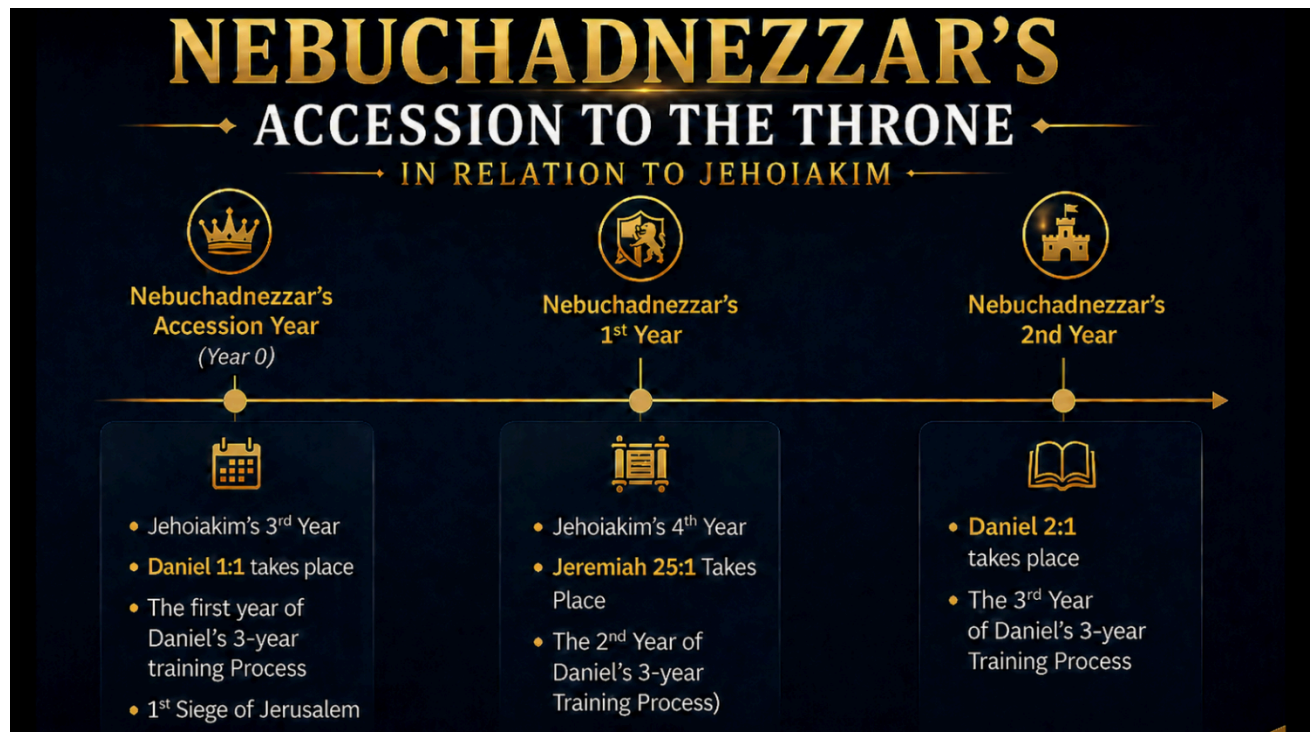 NEBUCHADNEZZAR'S
ACCESSION TO THE THRONE
IN RELATION TO JEHOIAKIM
Nebuchadnezzar's
Accession Year
(Year 0)
• Jehoiakim's 3rd Year
• Daniel 1:1 takes place
• The first year of
Daniel's 3-year
training Process
• 1st Siege of Jerusalem
Nebuchadnezzar's
1st Year
• Jehoiakim's 4th Year
• Jeremiah 25:1 Takes
Place
• The 2nd Year of
Daniel's 3-year
Training Process)
Nebuchadnezzar's
2nd Year
• Daniel 2:1
takes place
• The 3rd Year
of Daniel's 3-year
Training Process